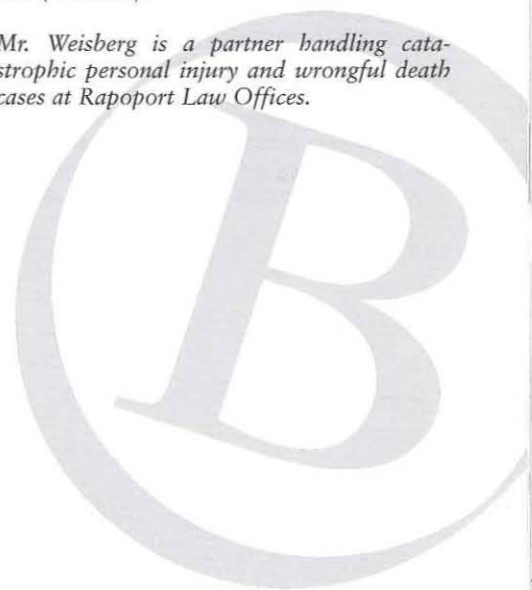 Mr. Weisberg is a partner handling cata-
strophic personal injury and wrongful death
cases at Rapoport Law Offices.
B